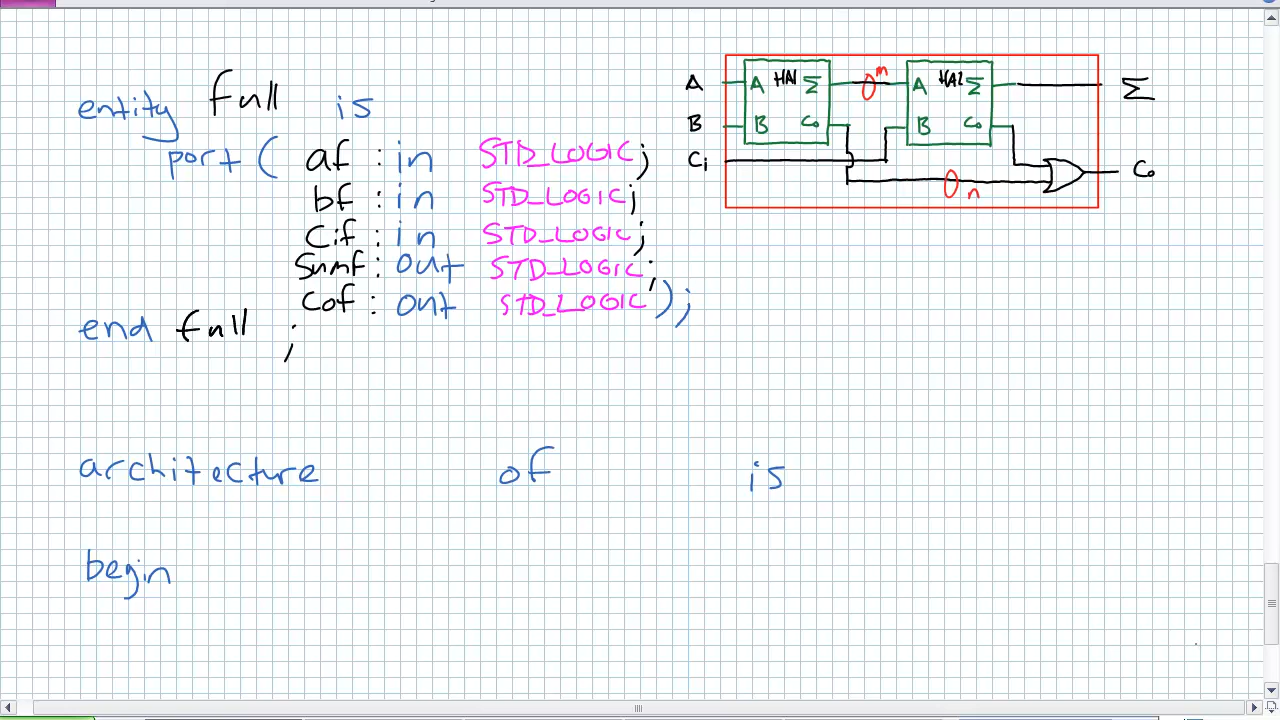 entity full is
port ( af : in STD_LOGIC;
bf : in STD_LOGIC;
Cif : in STD_LOGIC;
Sumf : out STD_LOGIC;
Cof : out STD_LOGIC );
end full ;
architecture of is
begin
A A HA1 Σ m A HA2 Σ Σ
B B Co B Co
Ci
n
Co